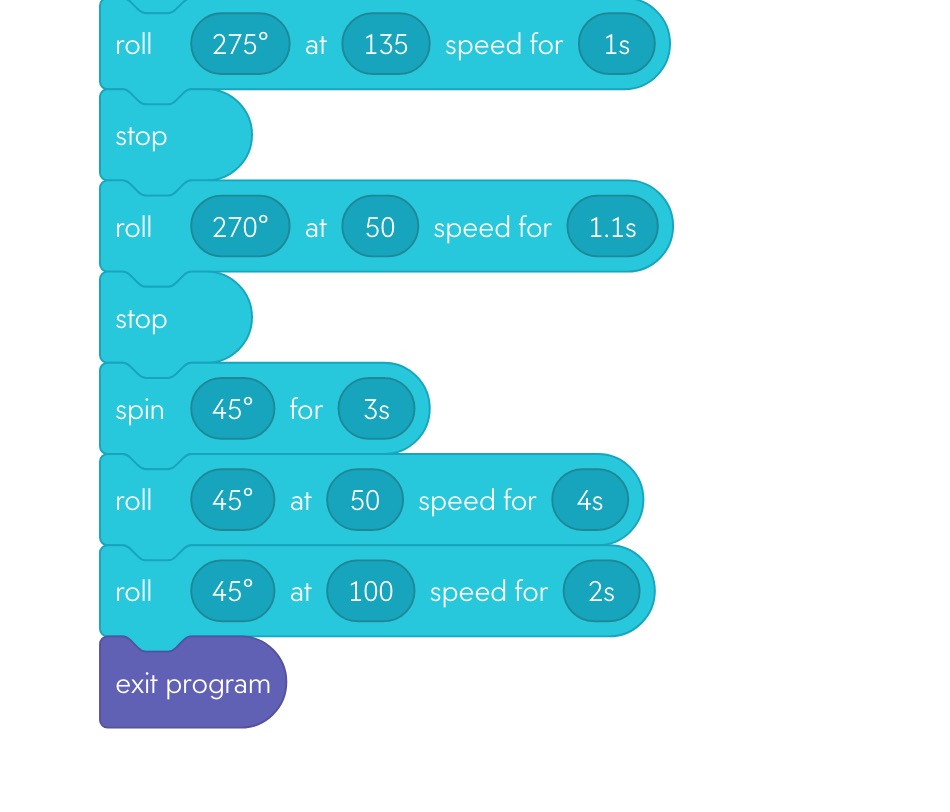 roll 275° at 135 speed for 1s
stop
roll 270° at 50 speed for 1.1s
stop
spin 45° for 3s
roll 45° at 50 speed for 4s
roll 45° at 100 speed for 2s
exit program